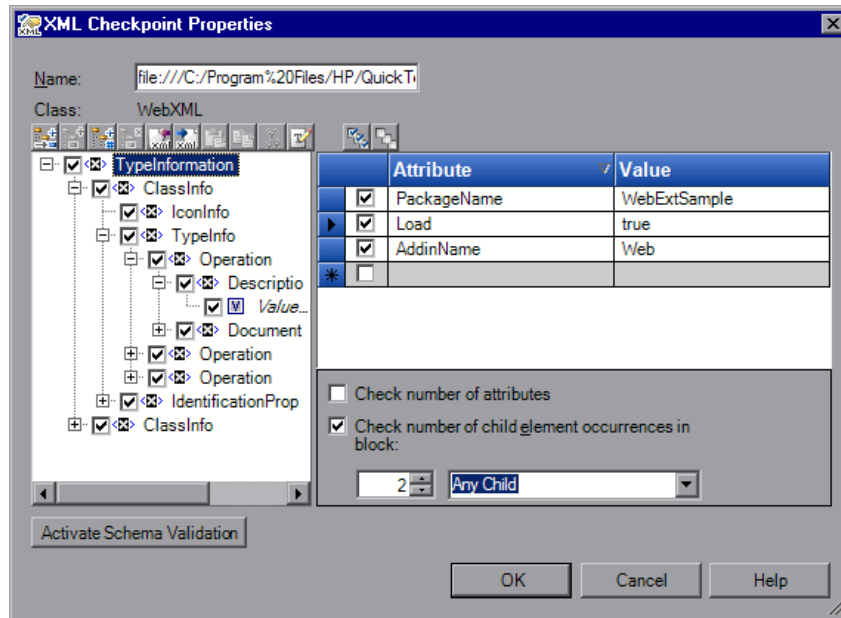 XML Checkpoint Properties
Name: file:///C:/Program%20Files/HP/QuickT
Class: WebXML
TypeInformation
ClassInfo
IconInfo
TypeInfo
Operation
Descriptio
Value...
Document
Operation
Operation
IdentificationProp
ClassInfo
Attribute Value
PackageName WebExtSample
Load true
AddinName Web
Check number of attributes
Check number of child element occurrences in
block:
2 Any Child
Activate Schema Validation
OK Cancel Help